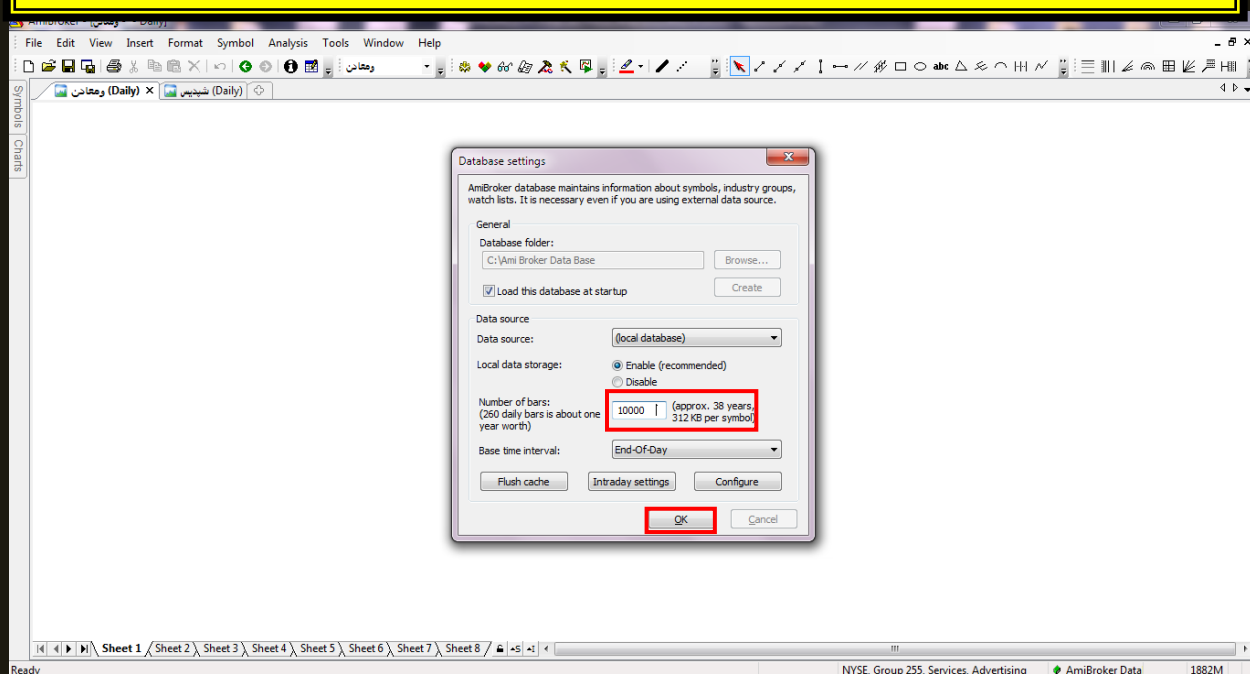 AmiBroker - [ومعادن - Daily]
File Edit View Insert Format Symbol Analysis Tools Window Help
ومعادن
abc
ومعادن (Daily)
شپدیس (Daily)
Symbols
Charts
Database settings
AmiBroker database maintains information about symbols, industry groups,
watch lists. It is necessary even if you are using external data source.
General
Database folder:
C:\Ami Broker Data Base
Browse...
Load this database at startup
Create
Data source
Data source:
(local database)
Local data storage:
Enable (recommended)
Disable
Number of bars:
(260 daily bars is about one
year worth)
10000
(approx. 38 years,
312 KB per symbol)
Base time interval:
End-Of-Day
Flush cache
Intraday settings
Configure
OK
Cancel
Sheet 1 Sheet 2 Sheet 3 Sheet 4 Sheet 5 Sheet 6 Sheet 7 Sheet 8
Ready
NYSE, Group 255, Services, Advertising
AmiBroker Data
1882M